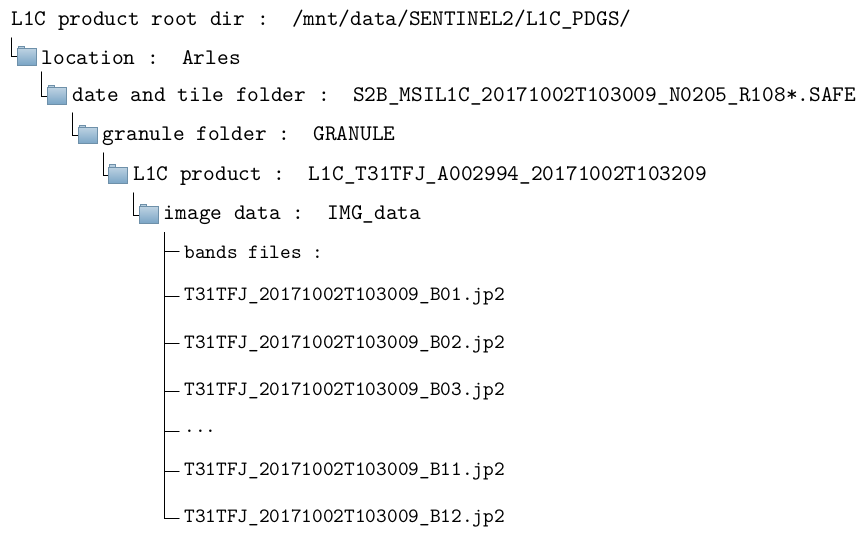 L1C product root dir : /mnt/data/SENTINEL2/L1C_PDGS/
location : Arles
date and tile folder : S2B_MSIL1C_20171002T103009_N0205_R108*.SAFE
granule folder : GRANULE
L1C product : L1C_T31TFJ_A002994_20171002T103209
image data : IMG_data
bands files :
T31TFJ_20171002T103009_B01.jp2
T31TFJ_20171002T103009_B02.jp2
T31TFJ_20171002T103009_B03.jp2
...
T31TFJ_20171002T103009_B11.jp2
T31TFJ_20171002T103009_B12.jp2